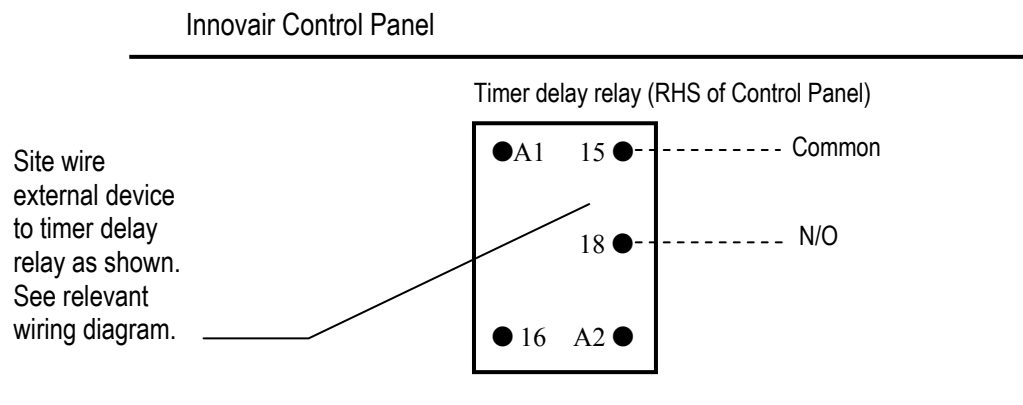 Innovair Control Panel
Timer delay relay (RHS of Control Panel)
A1 15 Common
18 N/O
16 A2
Site wire
external device
to timer delay
relay as shown.
See relevant
wiring diagram.